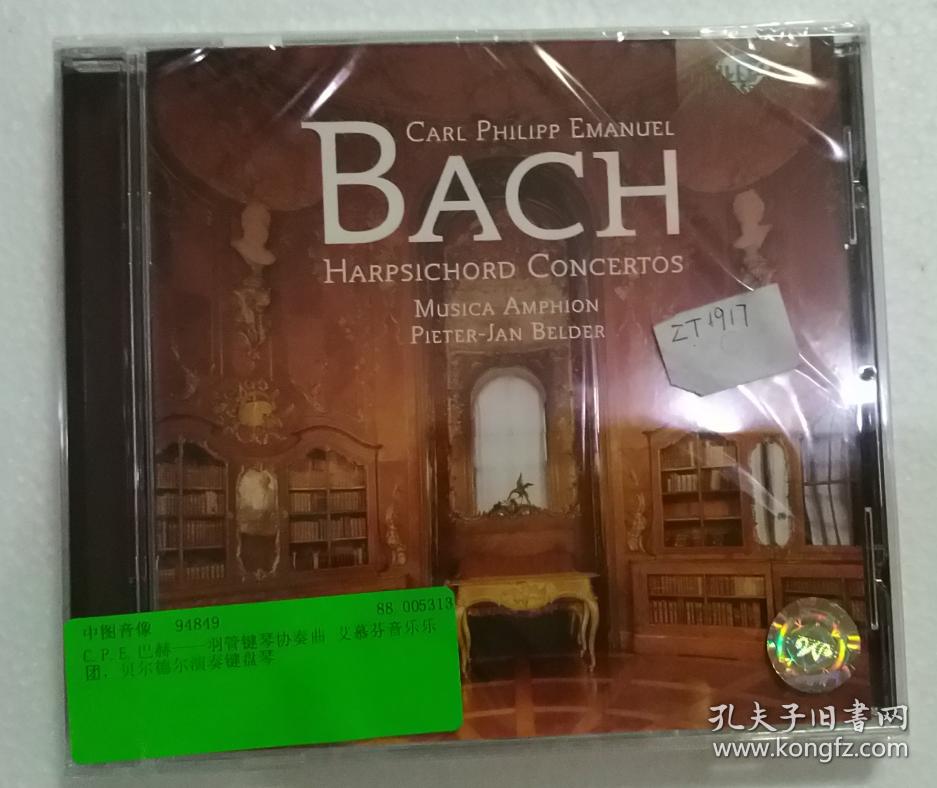 CARL PHILIPP EMANUEL
BACH
HARPSICHORD CONCERTOS
MUSICA AMPHION
PIETER-JAN BELDER
ZT1917
中图音像 94849 88 005313
C.P.E.巴赫——羽管键琴协奏曲 艾慕芬音乐乐
团，贝尔德尔演奏键盘琴
孔夫子旧書网
www.kongfz.com